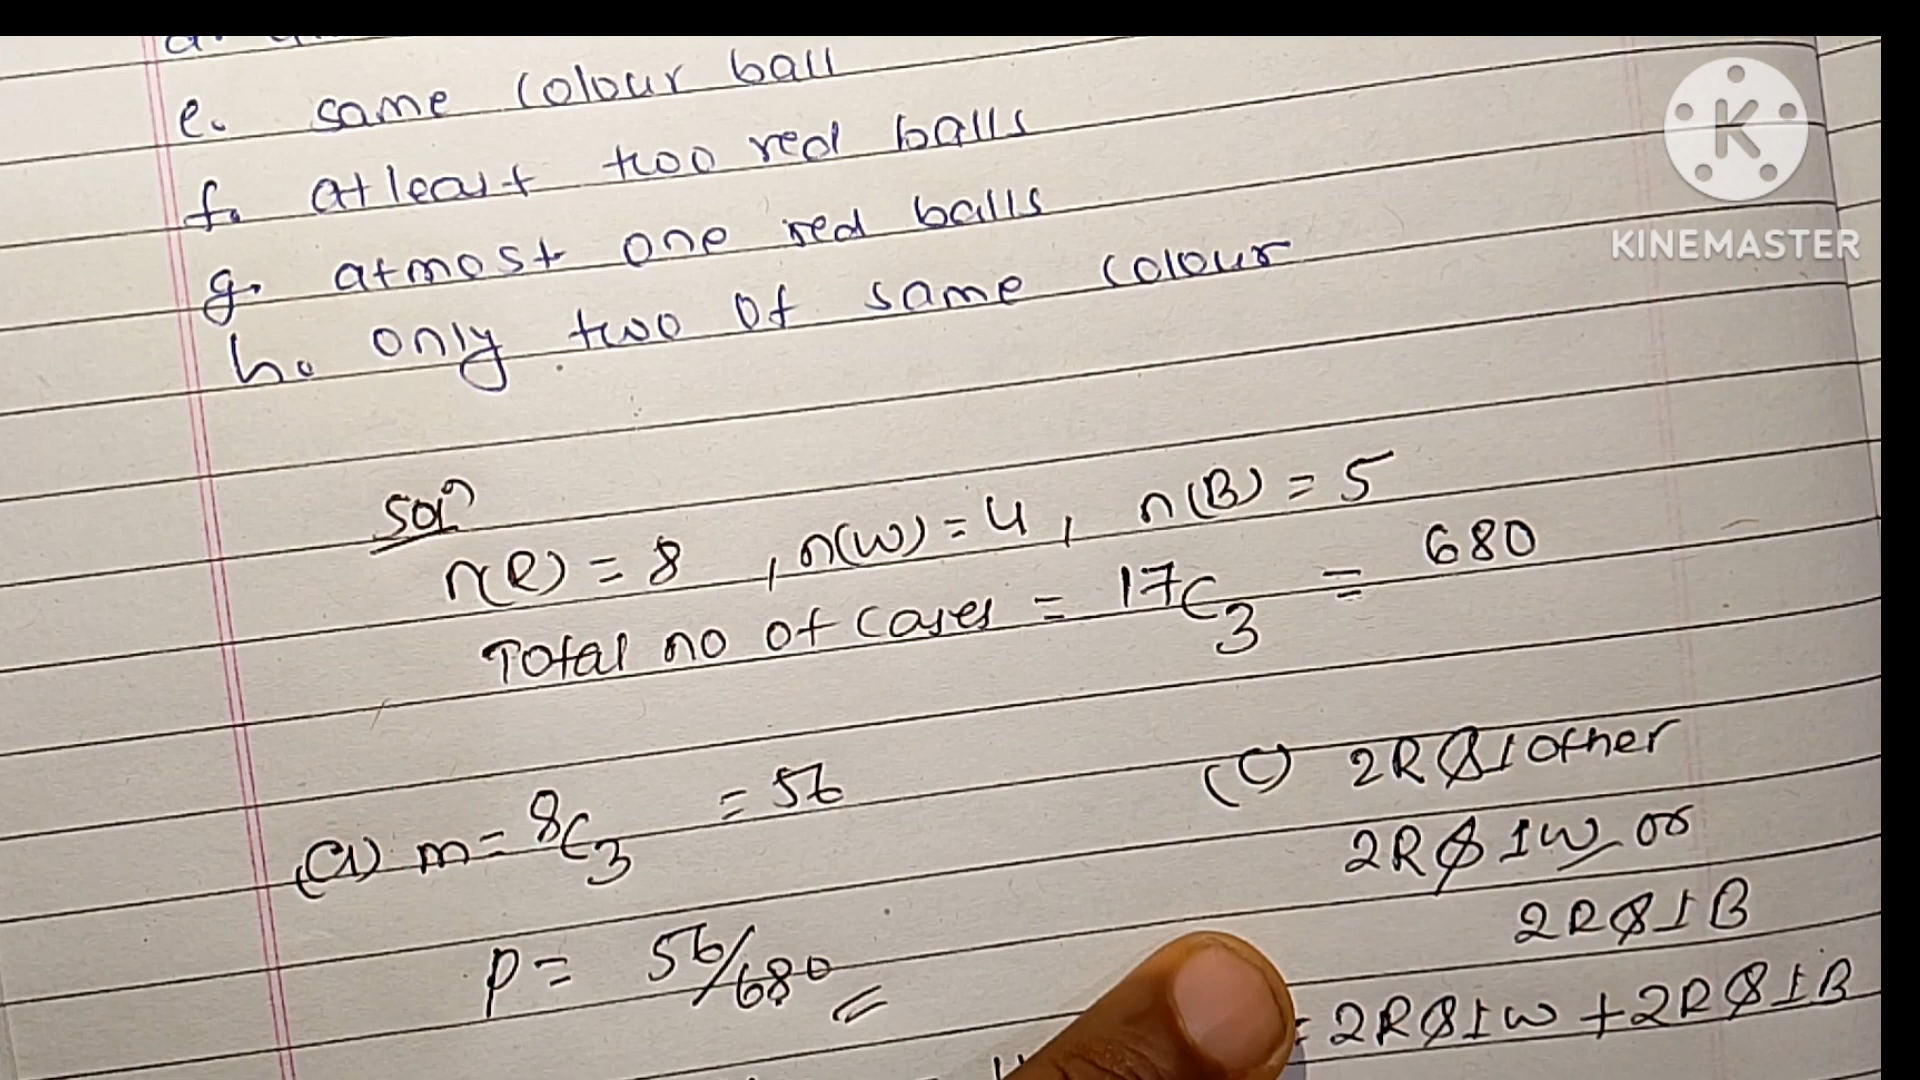 e. same colour ball
f. atleast two red balls
g. atmost one red balls
h. only two of same colour
K
KINEMASTER
Solⁿ
n(R) = 8 , n(W) = 4 , n(B) = 5
Total no of cases = 17C3 = 680
(a) m = 8C3 = 56
P = 56/680
(c) 2R & 1 other
2R & 1W or
2R & 1B
= 2R & 1W + 2R & 1B